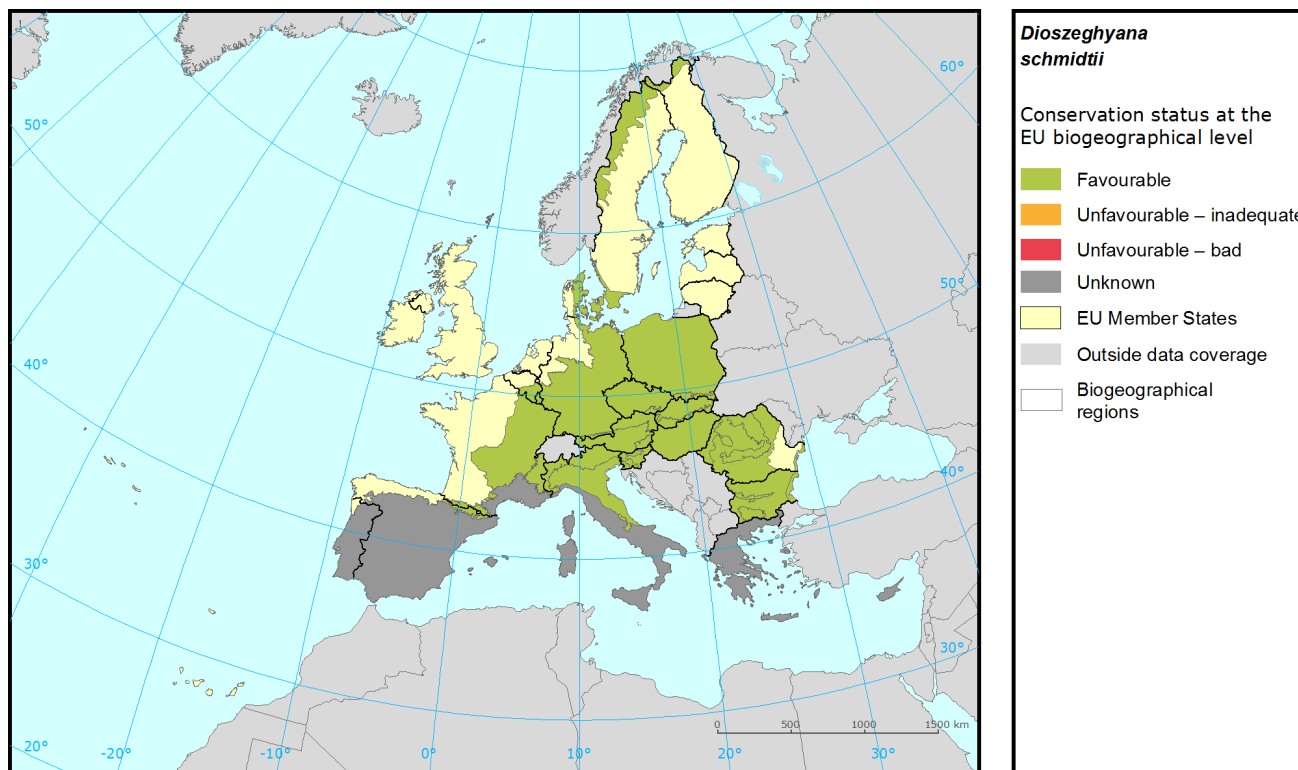 60°
50°
50°
40°
40°
30°
30°
20°
-20°
-10°
0°
10°
20°
30°
0 500 1000 1500 km
Dioszeghyana
schmidtii
Conservation status at the
EU biogeographical level
Favourable
Unfavourable – inadequate
Unfavourable – bad
Unknown
EU Member States
Outside data coverage
Biogeographical
regions